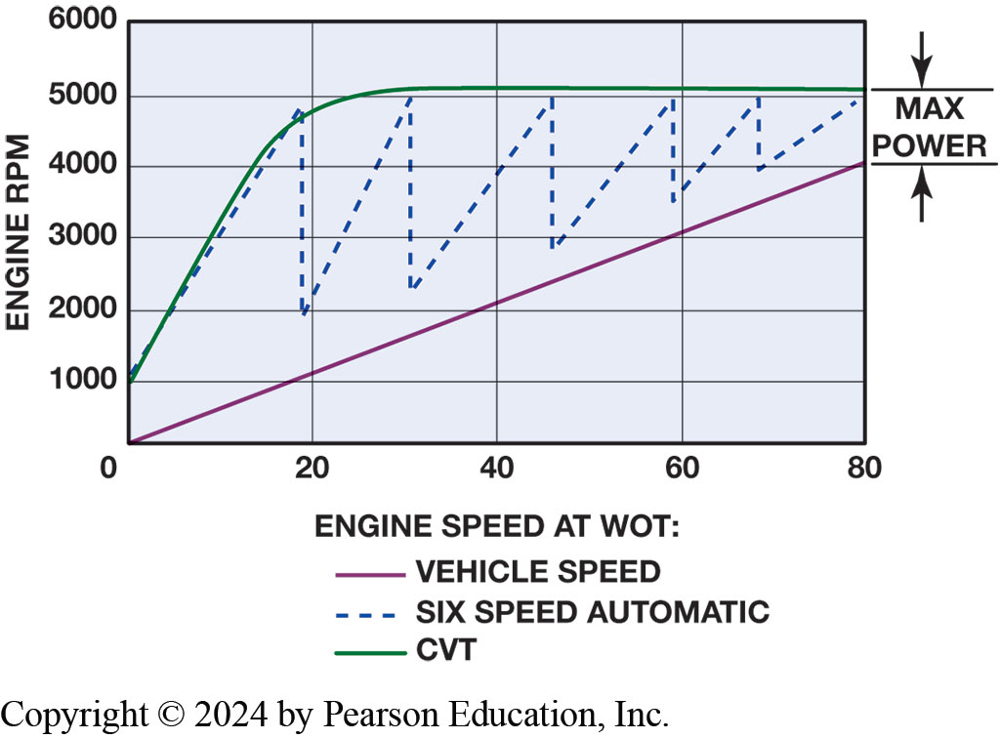 6000
5000
4000
3000
2000
1000
ENGINE RPM
MAX
POWER
0
20
40
60
80
ENGINE SPEED AT WOT:
VEHICLE SPEED
SIX SPEED AUTOMATIC
CVT
Copyright © 2024 by Pearson Education, Inc.